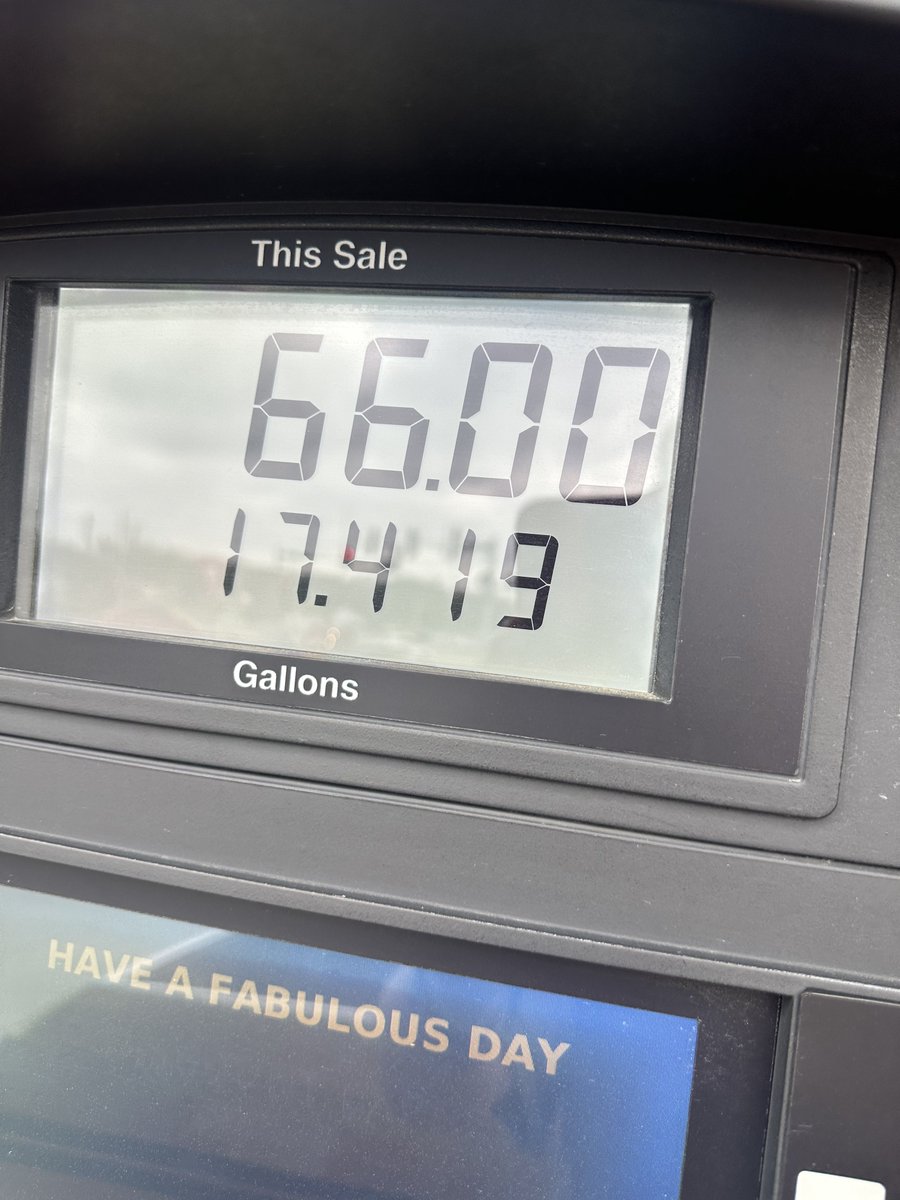 This Sale
66.00
17.419
Gallons
HAVE A FABULOUS DAY